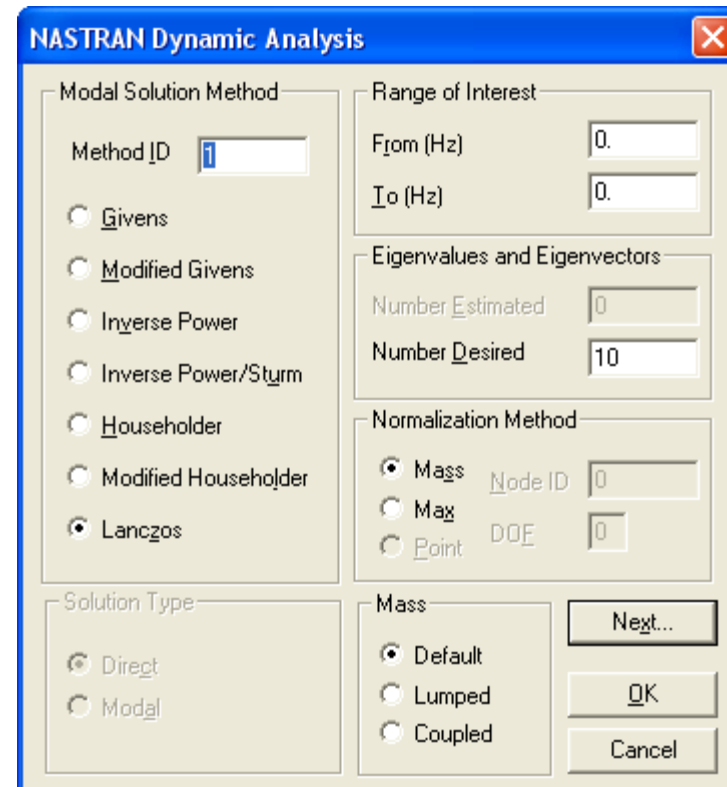 NASTRAN Dynamic Analysis
Modal Solution Method
Method ID 1
Givens
Modified Givens
Inverse Power
Inverse Power/Sturm
Householder
Modified Householder
Lanczos
Range of Interest
From (Hz) 0.
To (Hz) 0.
Eigenvalues and Eigenvectors
Number Estimated 0
Number Desired 10
Normalization Method
Mass Node ID 0
Max
Point DOF 0
Solution Type
Direct
Modal
Mass
Default
Lumped
Coupled
Next...
OK
Cancel